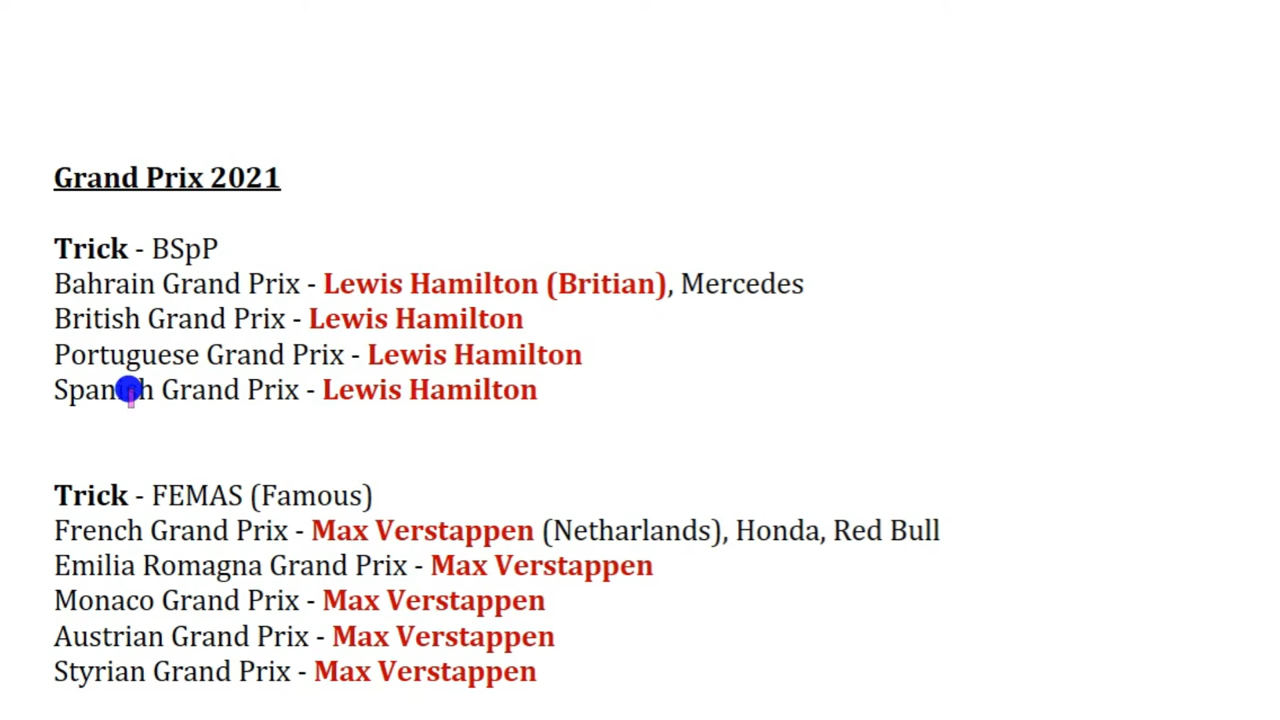 Grand Prix 2021
Trick - BSpP
Bahrain Grand Prix - Lewis Hamilton (Britian), Mercedes
British Grand Prix - Lewis Hamilton
Portuguese Grand Prix - Lewis Hamilton
Spanish Grand Prix - Lewis Hamilton
Trick - FEMAS (Famous)
French Grand Prix - Max Verstappen (Netharlands), Honda, Red Bull
Emilia Romagna Grand Prix - Max Verstappen
Monaco Grand Prix - Max Verstappen
Austrian Grand Prix - Max Verstappen
Styrian Grand Prix - Max Verstappen